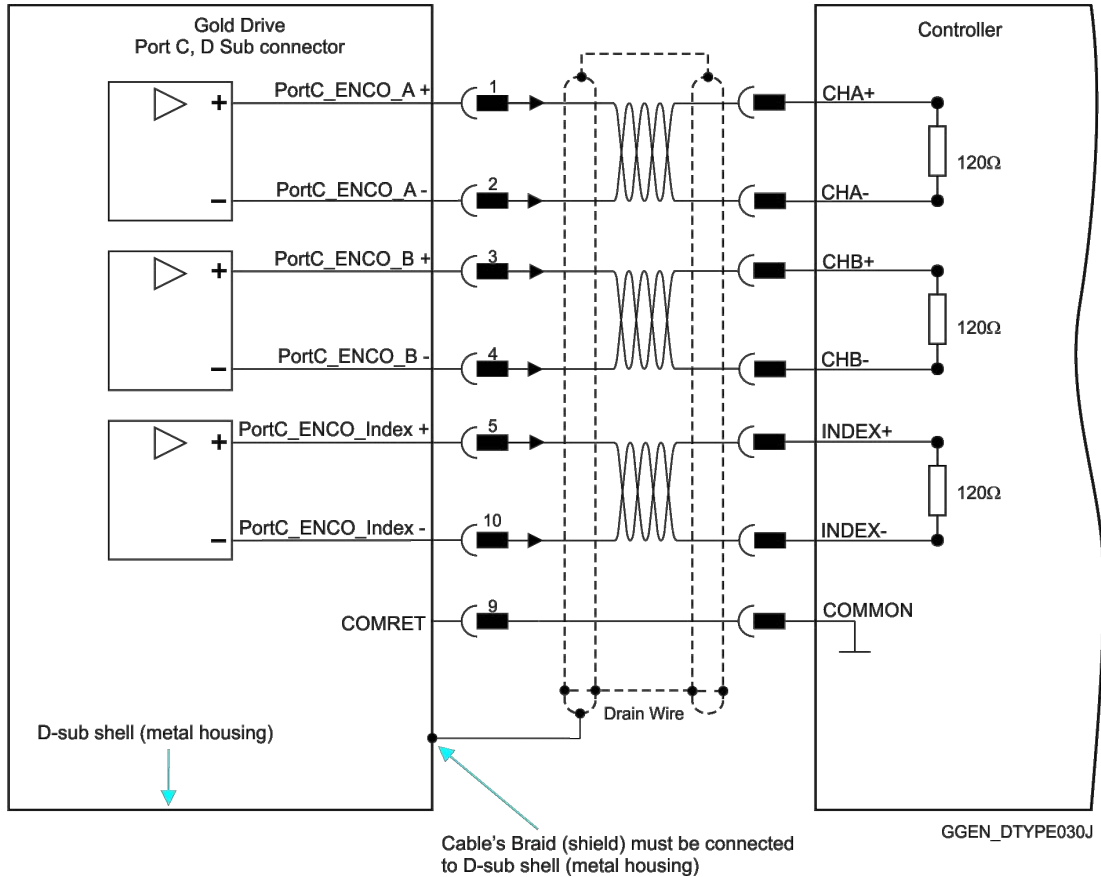 Gold Drive
Port C, D Sub connector
Controller
+
PortC_ENCO_A +
1
CHA+
120Ω
–
PortC_ENCO_A -
2
CHA-
+
PortC_ENCO_B +
3
CHB+
120Ω
–
PortC_ENCO_B -
4
CHB-
+
PortC_ENCO_Index +
5
INDEX+
120Ω
–
PortC_ENCO_Index -
10
INDEX-
COMRET
9
COMMON
Drain Wire
D-sub shell (metal housing)
GGEN_DTYPE030J
Cable's Braid (shield) must be connected
to D-sub shell (metal housing)